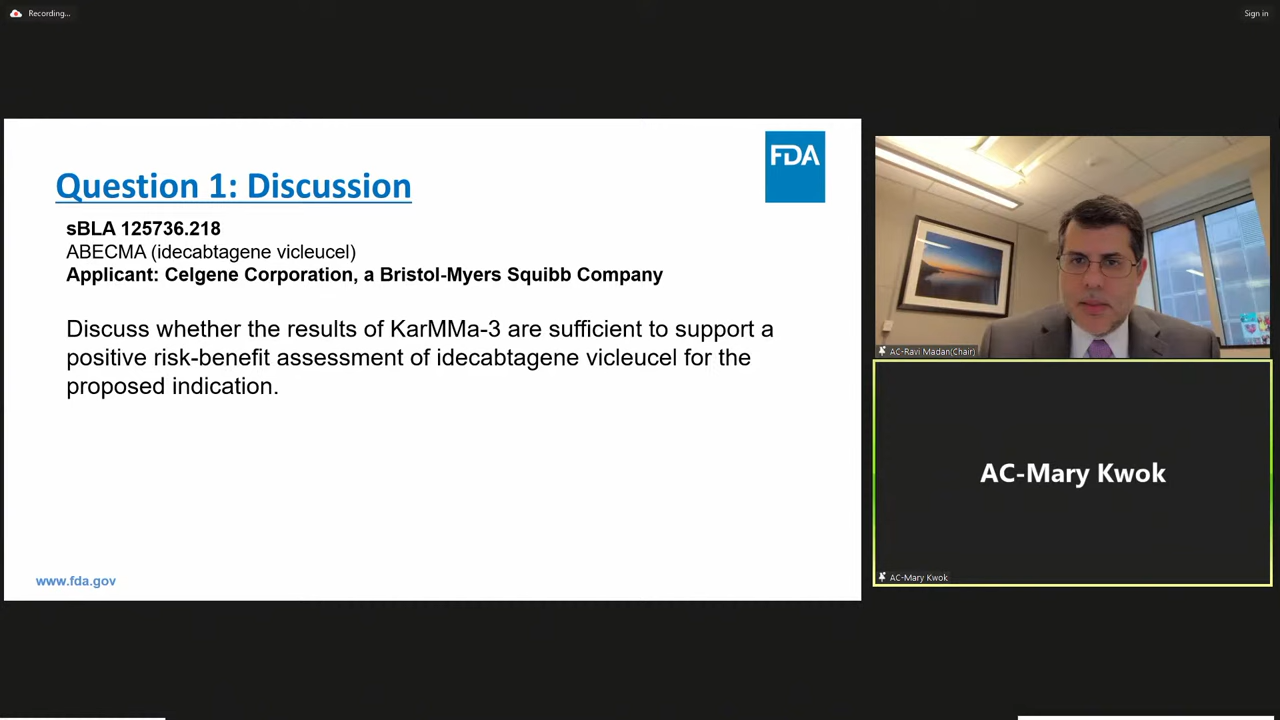 Recording...
Sign in
FDA
Question 1: Discussion
sBLA 125736.218
ABECMA (idecabtagene vicleucel)
Applicant: Celgene Corporation, a Bristol-Myers Squibb Company
Discuss whether the results of KarMMa-3 are sufficient to support a
positive risk-benefit assessment of idecabtagene vicleucel for the
proposed indication.
www.fda.gov
AC-Ravi Madan(Chair)
AC-Mary Kwok
AC-Mary Kwok